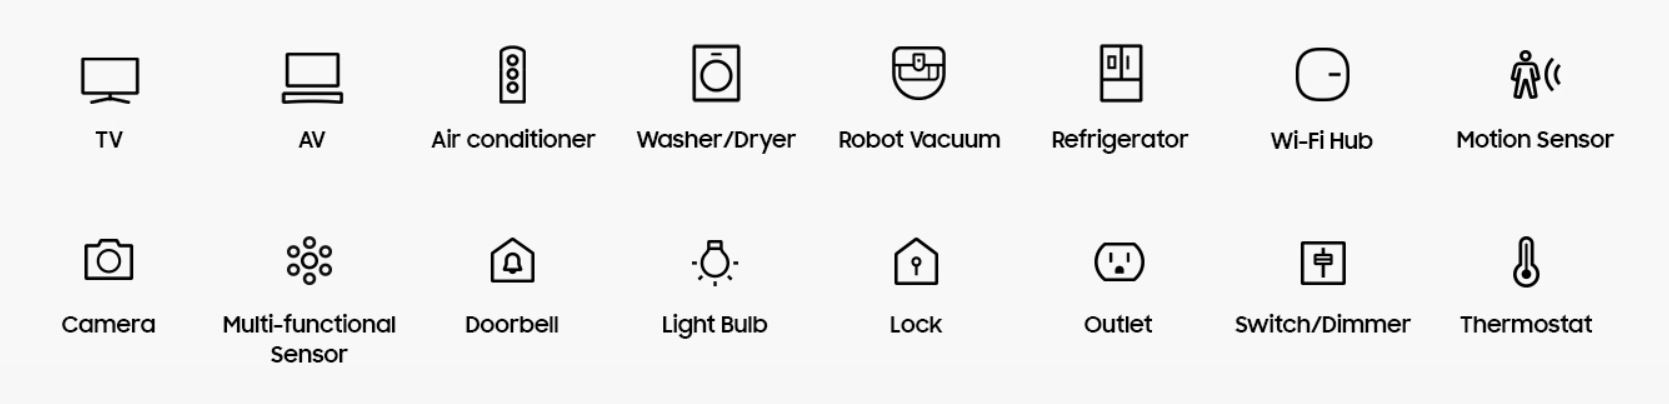 TV
AV
Air conditioner
Washer/Dryer
Robot Vacuum
Refrigerator
Wi-Fi Hub
Motion Sensor
Camera
Multi-functional
Sensor
Doorbell
Light Bulb
Lock
Outlet
Switch/Dimmer
Thermostat